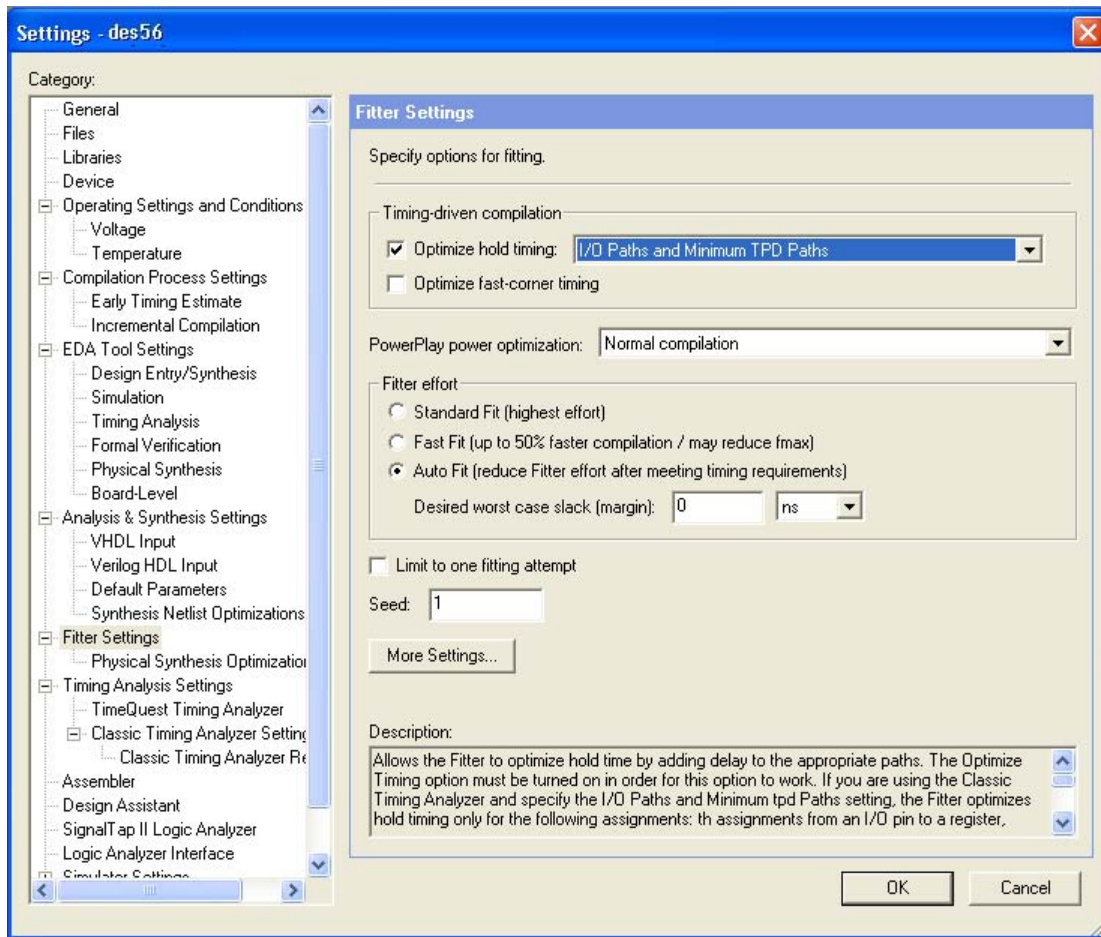 Settings - des56
Category:
General
Files
Libraries
Device
Operating Settings and Conditions
Voltage
Temperature
Compilation Process Settings
Early Timing Estimate
Incremental Compilation
EDA Tool Settings
Design Entry/Synthesis
Simulation
Timing Analysis
Formal Verification
Physical Synthesis
Board-Level
Analysis & Synthesis Settings
VHDL Input
Verilog HDL Input
Default Parameters
Synthesis Netlist Optimizations
Fitter Settings
Physical Synthesis Optimization
Timing Analysis Settings
TimeQuest Timing Analyzer
Classic Timing Analyzer Setting
Classic Timing Analyzer Re
Assembler
Design Assistant
SignalTap II Logic Analyzer
Logic Analyzer Interface
Simulator Settings
Fitter Settings
Specify options for fitting.
Timing-driven compilation
Optimize hold timing: I/O Paths and Minimum TPD Paths
Optimize fast-corner timing
PowerPlay power optimization: Normal compilation
Fitter effort
Standard Fit (highest effort)
Fast Fit (up to 50% faster compilation / may reduce fmax)
Auto Fit (reduce Fitter effort after meeting timing requirements)
Desired worst case slack (margin): 0 ns
Limit to one fitting attempt
Seed: 1
More Settings...
Description:
Allows the Fitter to optimize hold time by adding delay to the appropriate paths. The Optimize
Timing option must be turned on in order for this option to work. If you are using the Classic
Timing Analyzer and specify the I/O Paths and Minimum tpd Paths setting, the Fitter optimizes
hold timing only for the following assignments: th assignments from an I/O pin to a register,
OK Cancel